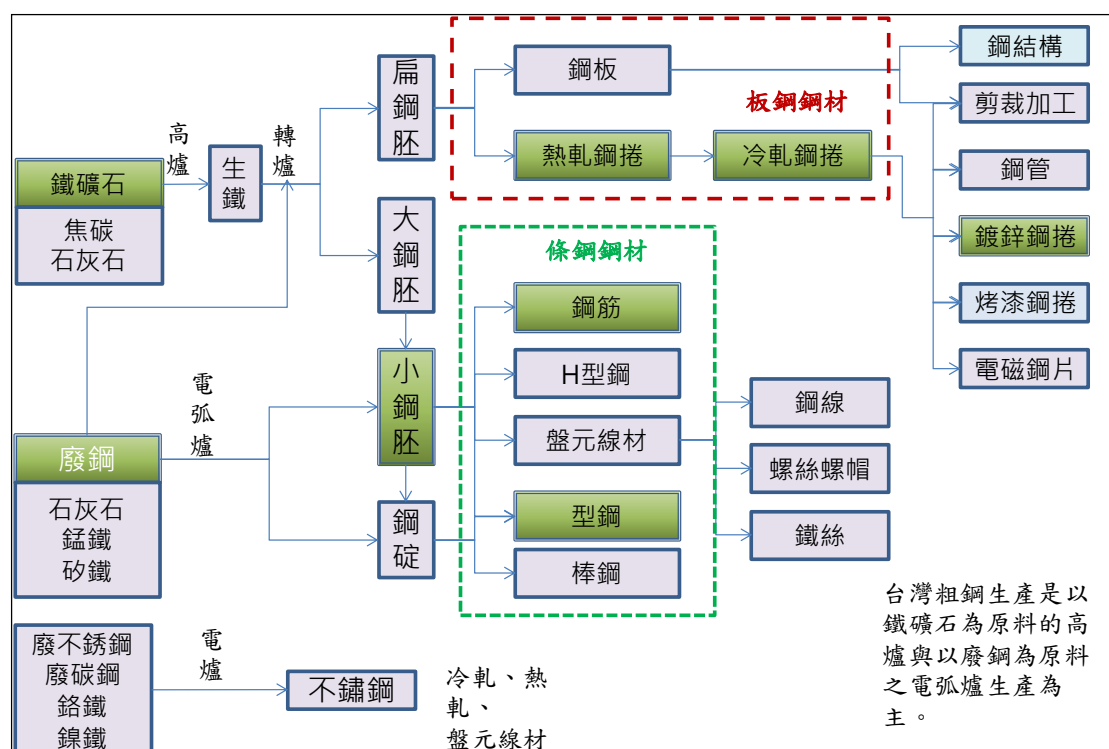 高爐
轉爐
鐵礦石
焦碳
石灰石
生鐵
扁鋼胚
大鋼胚
小鋼胚
鋼碇
鋼板
板鋼鋼材
熱軋鋼捲
冷軋鋼捲
鋼結構
剪裁加工
鋼管
鍍鋅鋼捲
烤漆鋼捲
電磁鋼片
條鋼鋼材
鋼筋
H型鋼
盤元線材
型鋼
棒鋼
鋼線
螺絲螺帽
鐵絲
電弧爐
廢鋼
石灰石
錳鐵
矽鐵
廢不銹鋼
廢碳鋼
鉻鐵
鎳鐵
電爐
不鏽鋼
冷軋、熱
軋、
盤元線材
台灣粗鋼生產是以
鐵礦石為原料的高
爐與以廢鋼為原料
之電弧爐生產為
主。